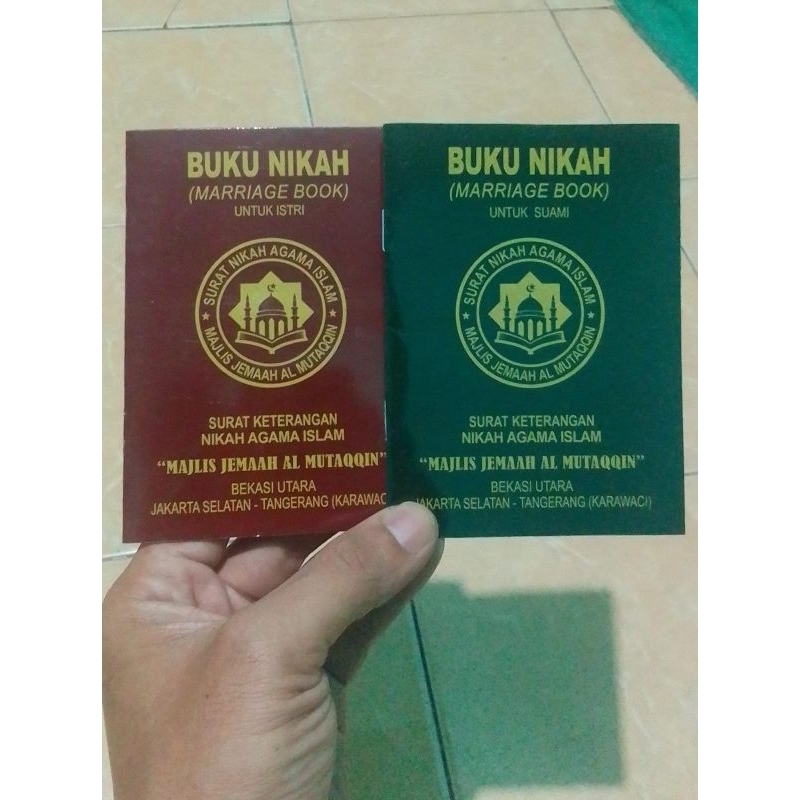 BUKU NIKAH
(MARRIAGE BOOK)
UNTUK ISTRI
SURAT NIKAH AGAMA ISLAM
MAJLIS JEMAAH AL MUTAQQIN
SURAT KETERANGAN
NIKAH AGAMA ISLAM
“MAJLIS JEMAAH AL MUTAQQIN”
BEKASI UTARA
JAKARTA SELATAN - TANGERANG (KARAWAC
BUKU NIKAH
(MARRIAGE BOOK)
UNTUK SUAMI
SURAT NIKAH AGAMA ISLAM
MAJLIS JEMAAH AL MUTAQQIN
SURAT KETERANGAN
NIKAH AGAMA ISLAM
“MAJLIS JEMAAH AL MUTAQQIN”
BEKASI UTARA
JAKARTA SELATAN - TANGERANG (KARAWACI)